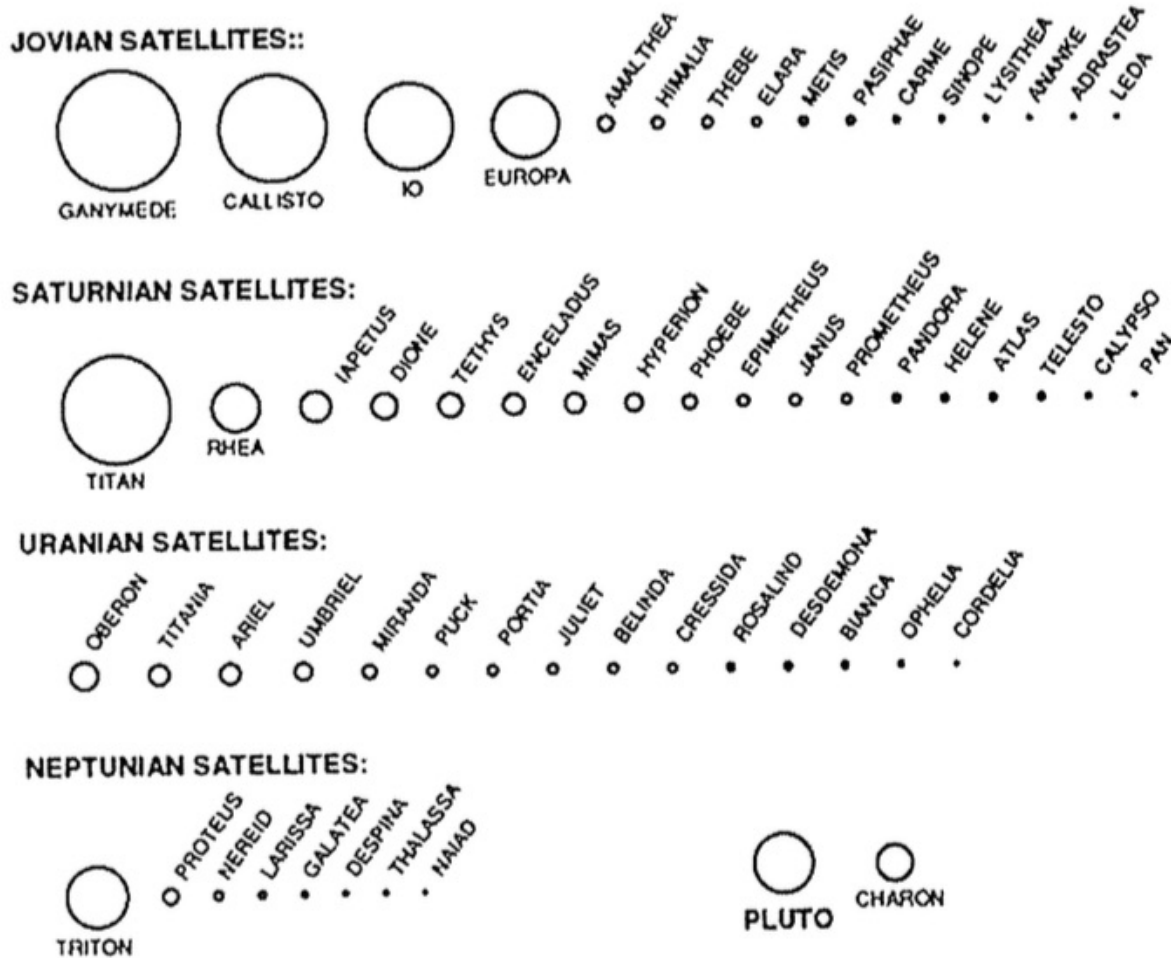 JOVIAN SATELLITES::
AMALTHEA
HIMALIA
THEBE
ELARA
METIS
PASIPHAE
CARME
SINOPE
LYSITHEA
ANANKE
ADRASTEA
LEDA
GANYMEDE
CALLISTO
IO
EUROPA
SATURNIAN SATELLITES:
IAPETUS
DIONE
TETHYS
ENCELADUS
MIMAS
HYPERION
PHOEBE
EPIMETHEUS
JANUS
PROMETHEUS
PANDORA
HELENE
ATLAS
TELESTO
CALYPSO
PAN
TITAN
RHEA
URANIAN SATELLITES:
OBERON
TITANIA
ARIEL
UMBRIEL
MIRANDA
PUCK
PORTIA
JULIET
BELINDA
CRESSIDA
ROSALIND
DESDEMONA
BIANCA
OPHELIA
CORDELIA
NEPTUNIAN SATELLITES:
PROTEUS
NEREID
LARISSA
GALATEA
DESPINA
THALASSA
NAIAD
TRITON
PLUTO
CHARON